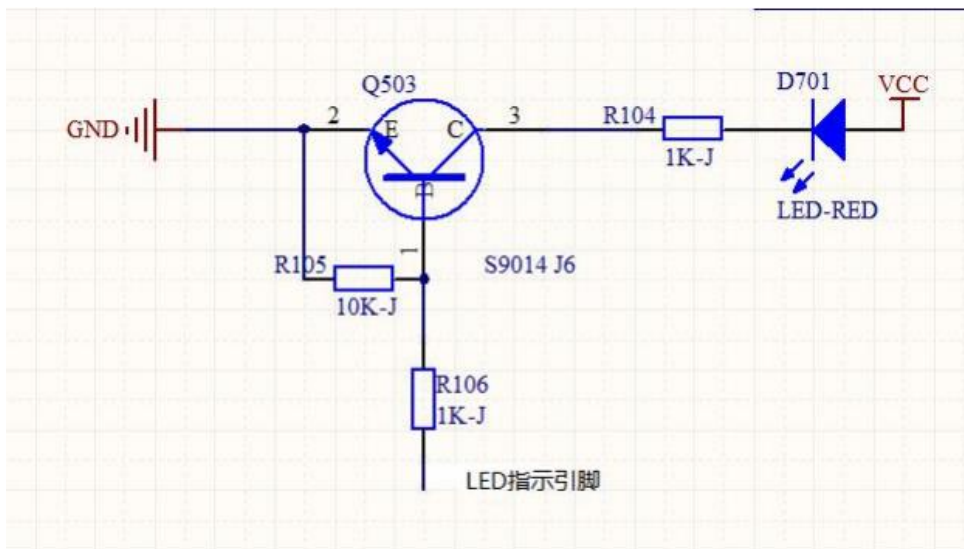 Q503
D701
VCC
GND
2
E
C
3
R104
1K-J
B
LED-RED
1
R105
S9014 J6
10K-J
R106
1K-J
LED指示引脚